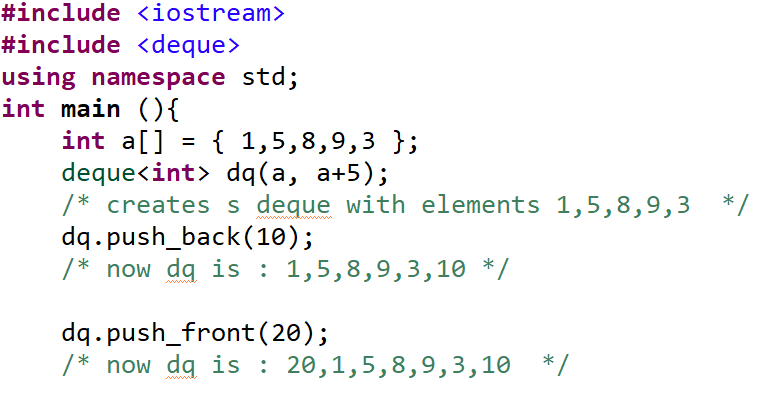 #include <iostream>
#include <deque>
using namespace std;
int main (){
    int a[] = { 1,5,8,9,3 };
    deque<int> dq(a, a+5);
    /* creates s deque with elements 1,5,8,9,3  */
    dq.push_back(10);
    /* now dq is : 1,5,8,9,3,10 */

    dq.push_front(20);
    /* now dq is : 20,1,5,8,9,3,10  */